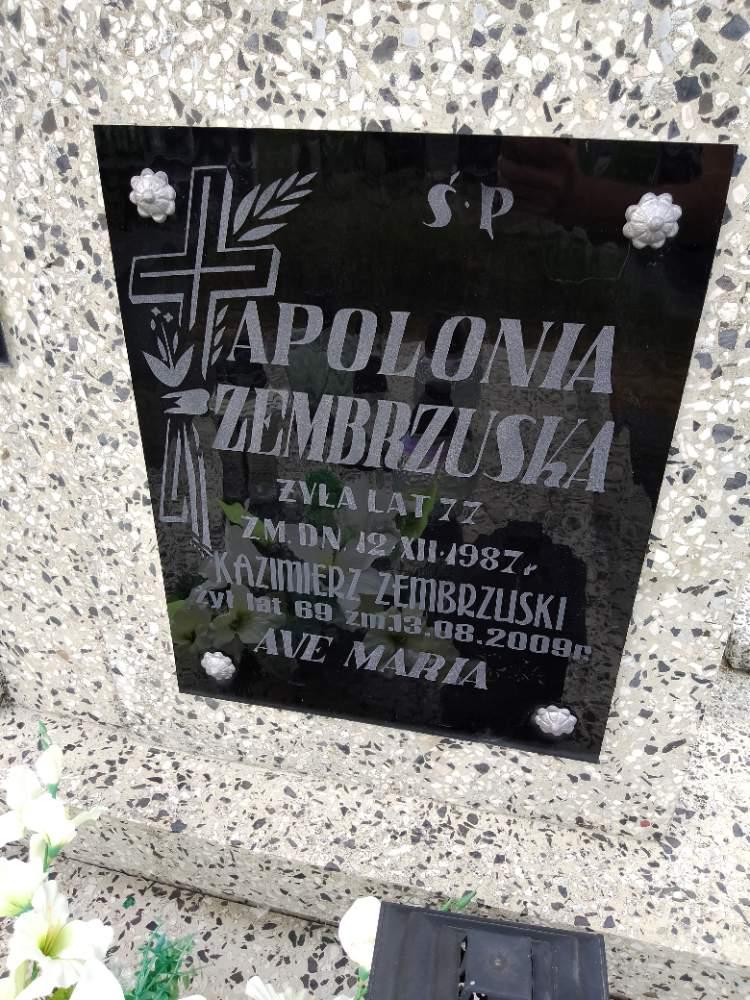 Ś.P
APOLONIA
ZEMBRZUSKA
ŻYŁA LAT 77
ZM. DN. 12.XII.1987r
KAZIMIERZ ZEMBRZUSKI
żył lat 69 zm.13.08.2009r.
AVE MARIA